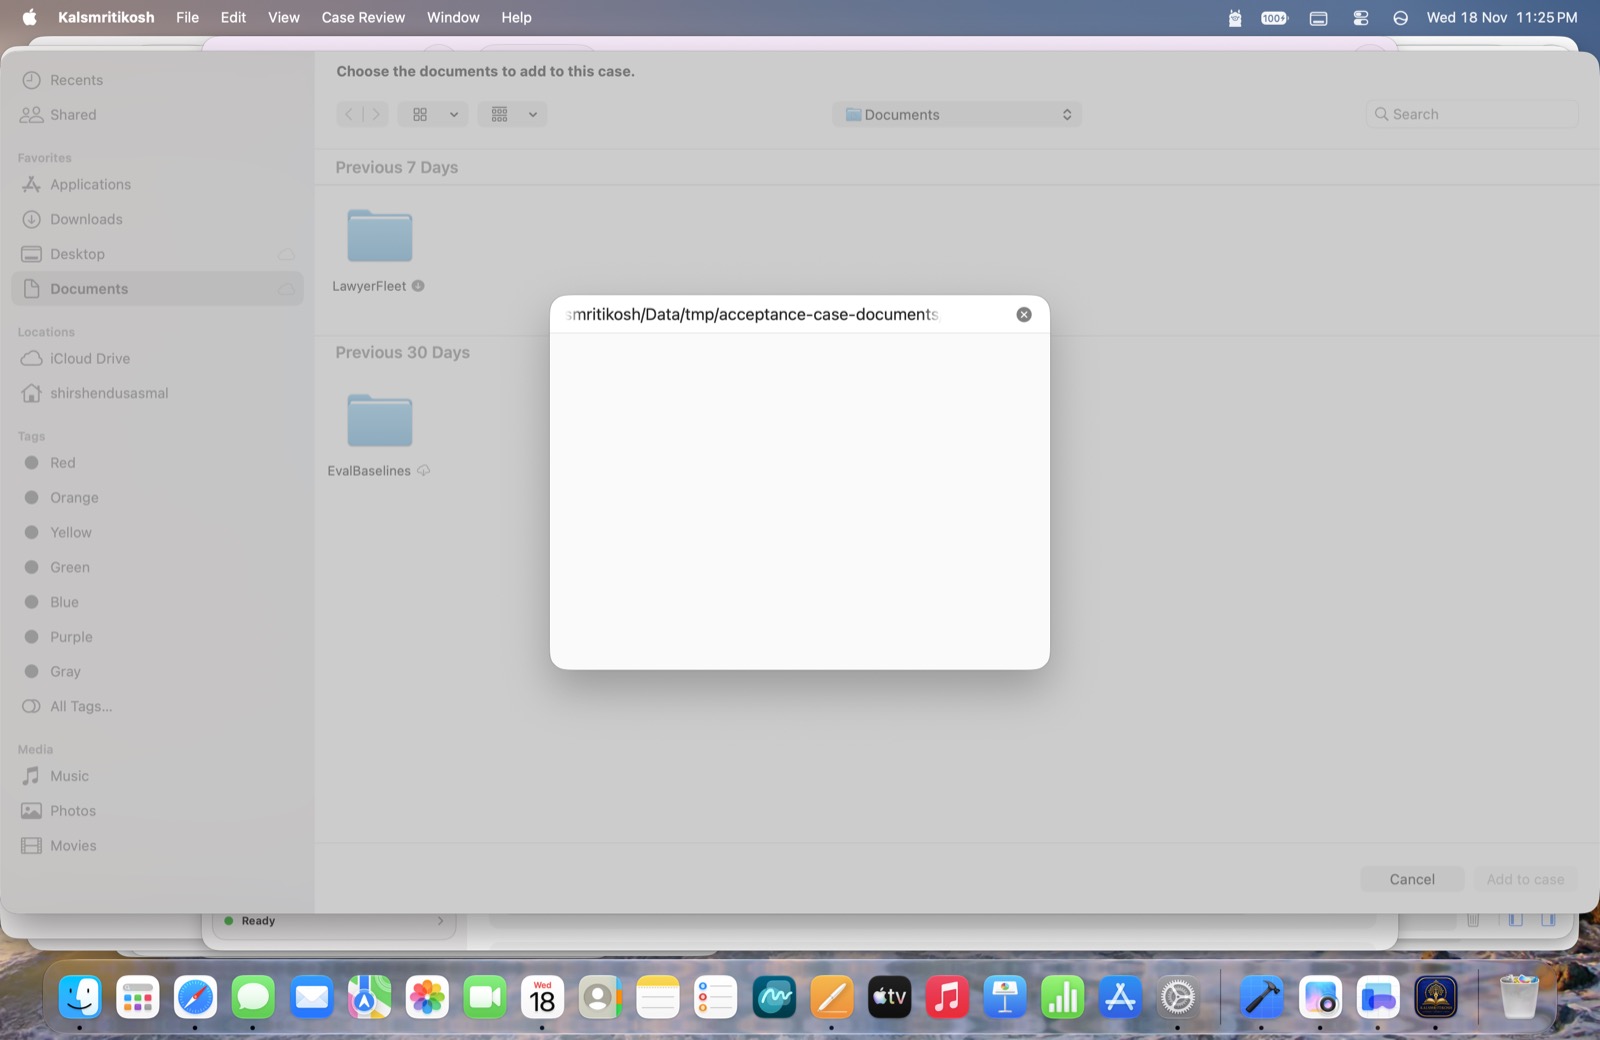 Kalsmritikosh File Edit View Case Review Window Help
100
Wed 18 Nov 11:25 PM
Choose the documents to add to this case.
Documents
Search
Recents
Shared
Favorites
Applications
Downloads
Desktop
Documents
Locations
iCloud Drive
shirshendusasmal
Tags
Red
Orange
Yellow
Green
Blue
Purple
Gray
All Tags...
Media
Music
Photos
Movies
Previous 7 Days
LawyerFleet
Previous 30 Days
EvalBaselines
smritikosh/Data/tmp/acceptance-case-documents
Cancel
Add to case
Ready
Wed
18
tv